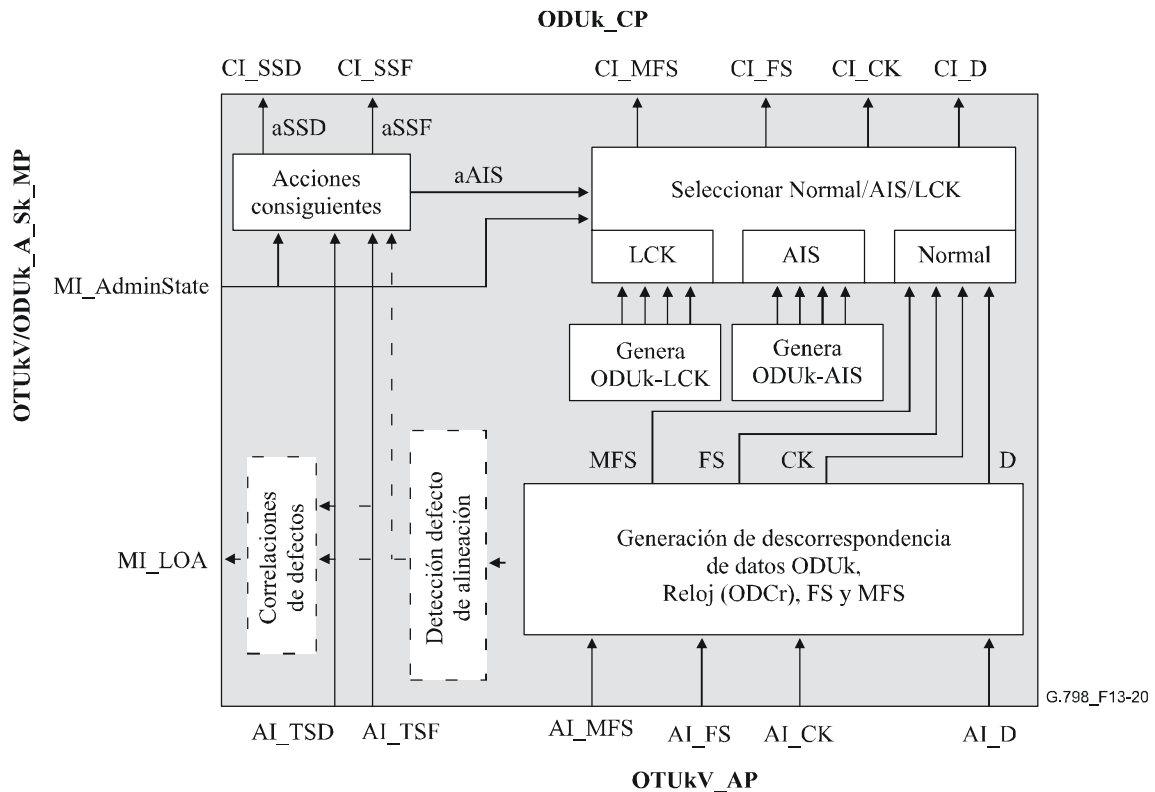 ODUk_CP
CI_SSD
CI_SSF
CI_MFS
CI_FS
CI_CK
CI_D
aSSD
aSSF
Acciones
consiguientes
aAIS
Seleccionar Normal/AIS/LCK
LCK
AIS
Normal
OTUkV/ODUk_A_Sk_MP
MI_AdminState
Genera
ODUk-LCK
Genera
ODUk-AIS
MFS
FS
CK
D
MI_LOA
Correlaciones
de defectos
Detección defecto
de alineación
Generación de descorrespondencia
de datos ODUk,
Reloj (ODCr), FS y MFS
G.798_F13-20
AI_TSD
AI_TSF
AI_MFS
AI_FS
AI_CK
AI_D
OTUkV_AP